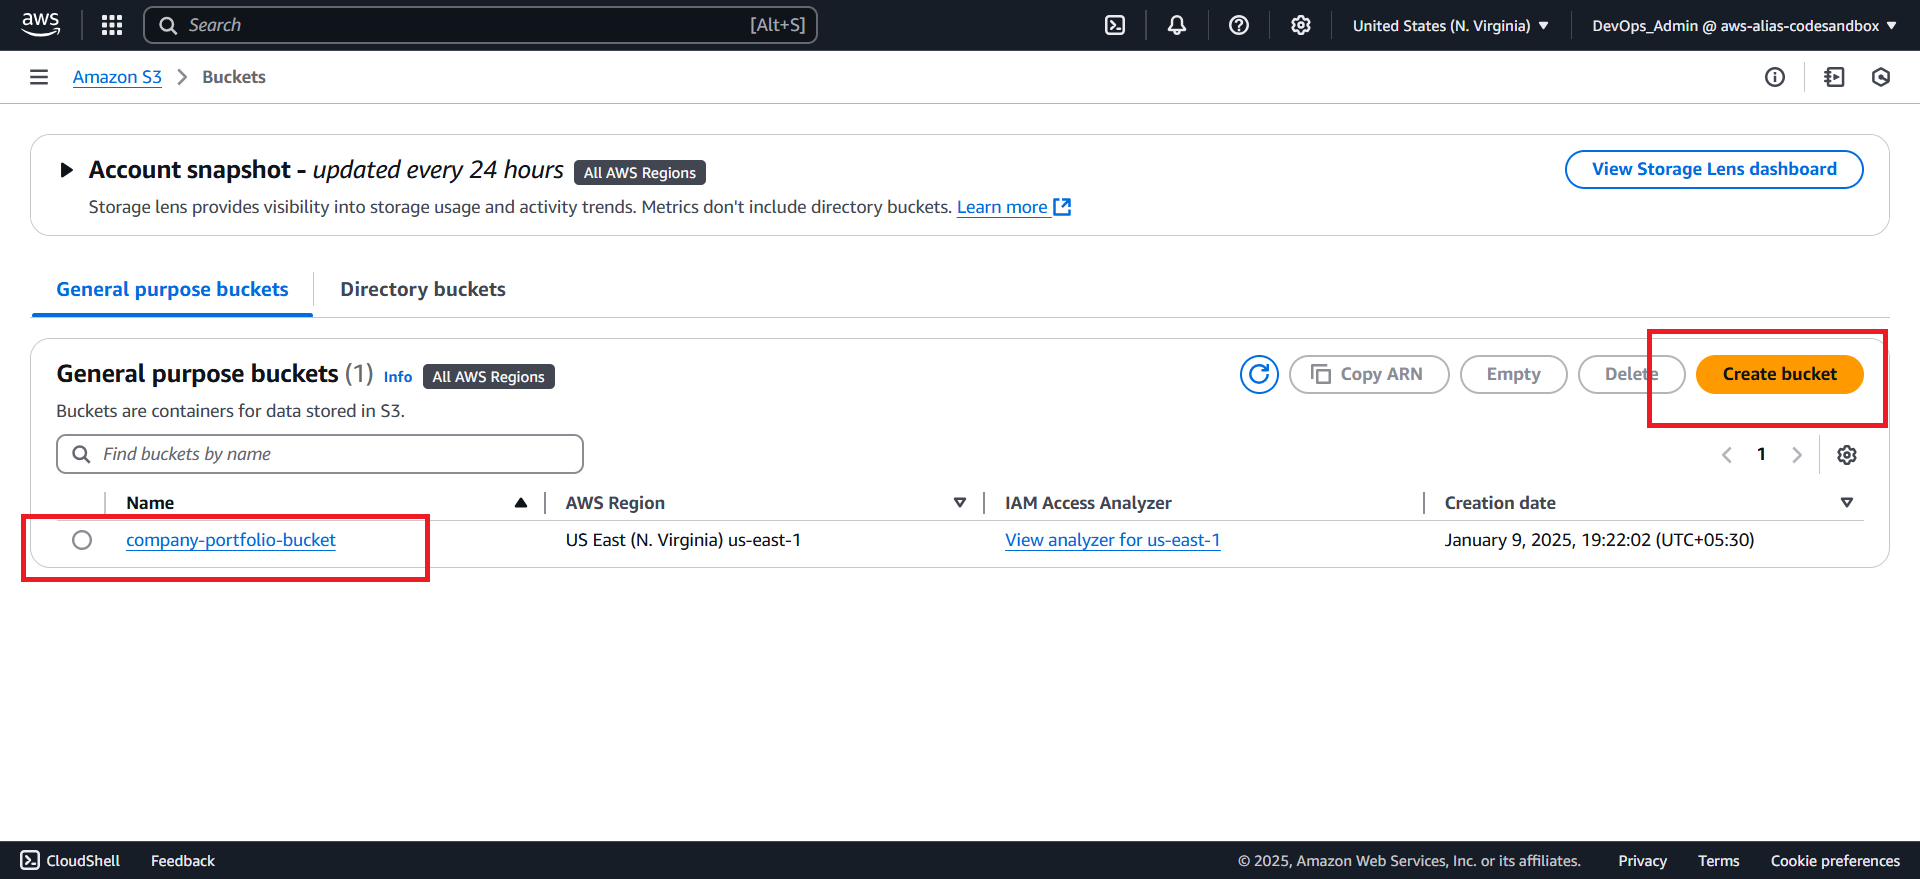 aws Search [Alt+S] United States (N. Virginia) DevOps_Admin @ aws-alias-codesandbox
Amazon S3 Buckets
Account snapshot - updated every 24 hours All AWS Regions View Storage Lens dashboard
Storage lens provides visibility into storage usage and activity trends. Metrics don't include directory buckets. Learn more
General purpose buckets Directory buckets
General purpose buckets (1) Info All AWS Regions Copy ARN Empty Delete Create bucket
Buckets are containers for data stored in S3.
Find buckets by name 1
Name AWS Region IAM Access Analyzer Creation date
company-portfolio-bucket US East (N. Virginia) us-east-1 View analyzer for us-east-1 January 9, 2025, 19:22:02 (UTC+05:30)
CloudShell Feedback © 2025, Amazon Web Services, Inc. or its affiliates. Privacy Terms Cookie preferences